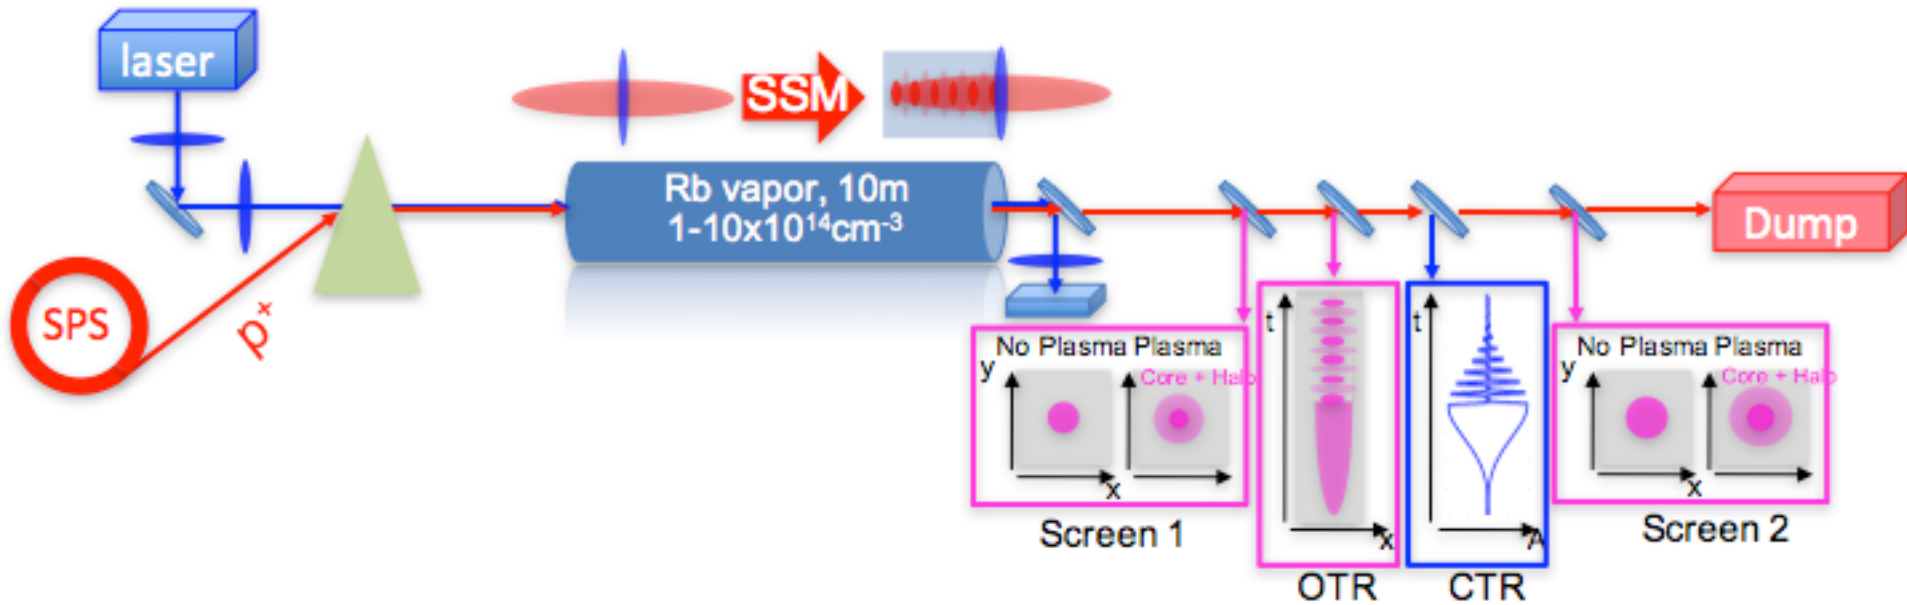 laser
SSM
Rb vapor, 10m
1-10x10¹⁴cm⁻³
Dump
SPS
p⁺
No Plasma Plasma
y
Core + Halo
x
Screen 1
t
x
OTR
t
A
CTR
No Plasma Plasma
y
Core + Halo
x
Screen 2